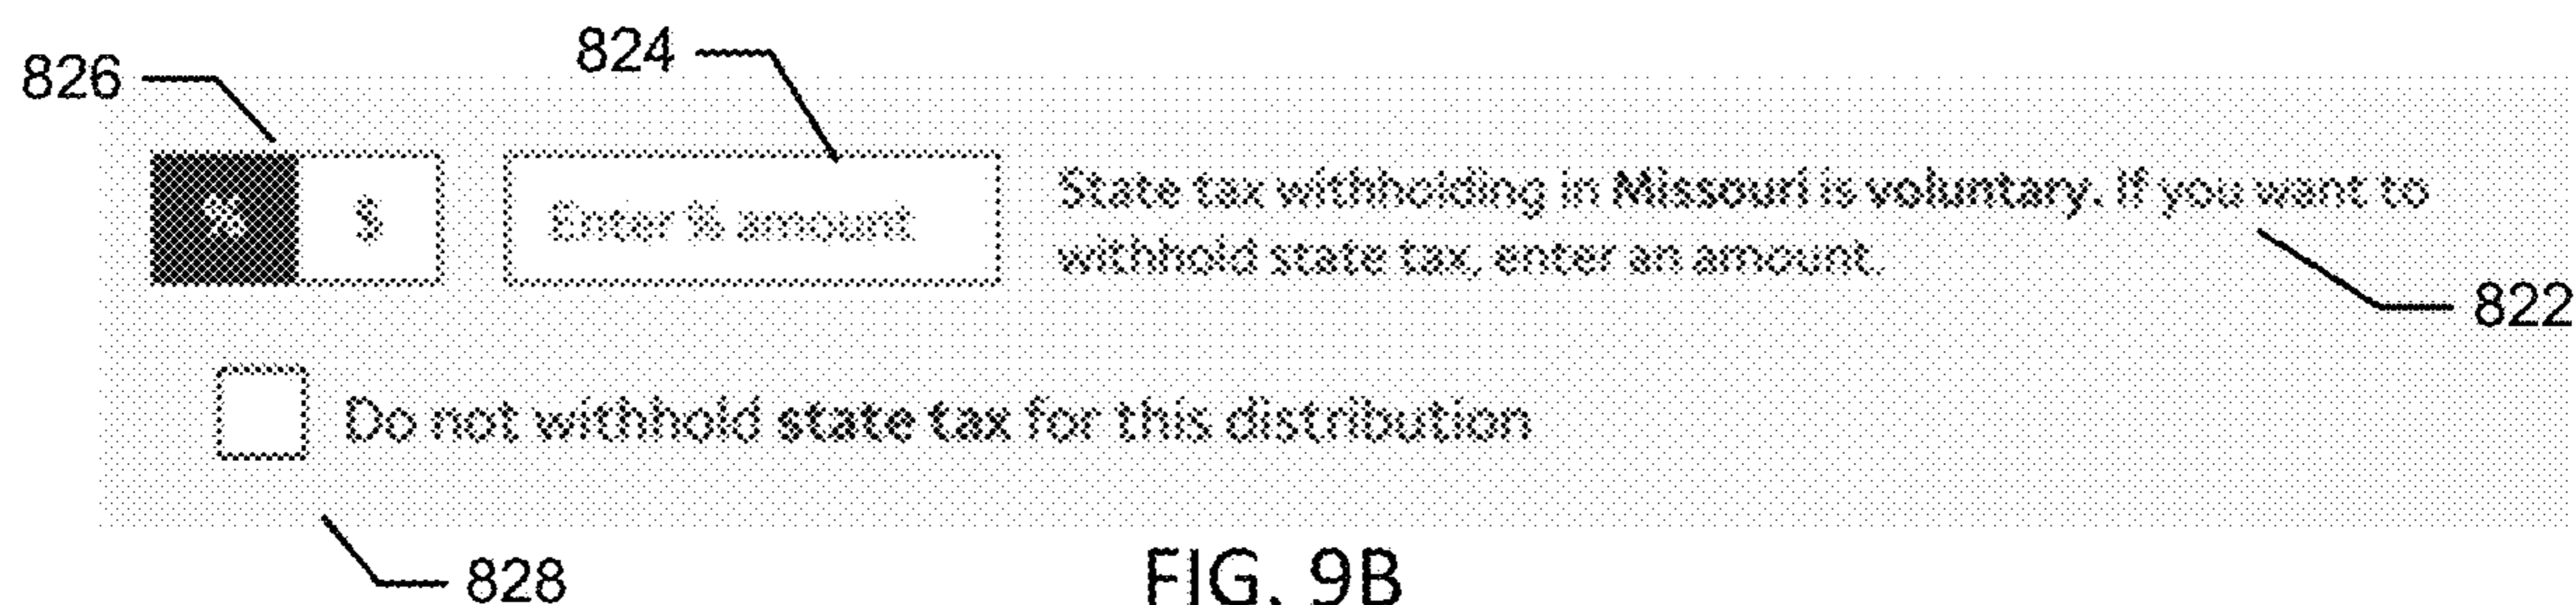 824
826
% $ Enter % amount State tax withholding in Missouri is voluntary. If you want to
withhold state tax, enter an amount.
822
Do not withhold state tax for this distribution
828
FIG. 9B